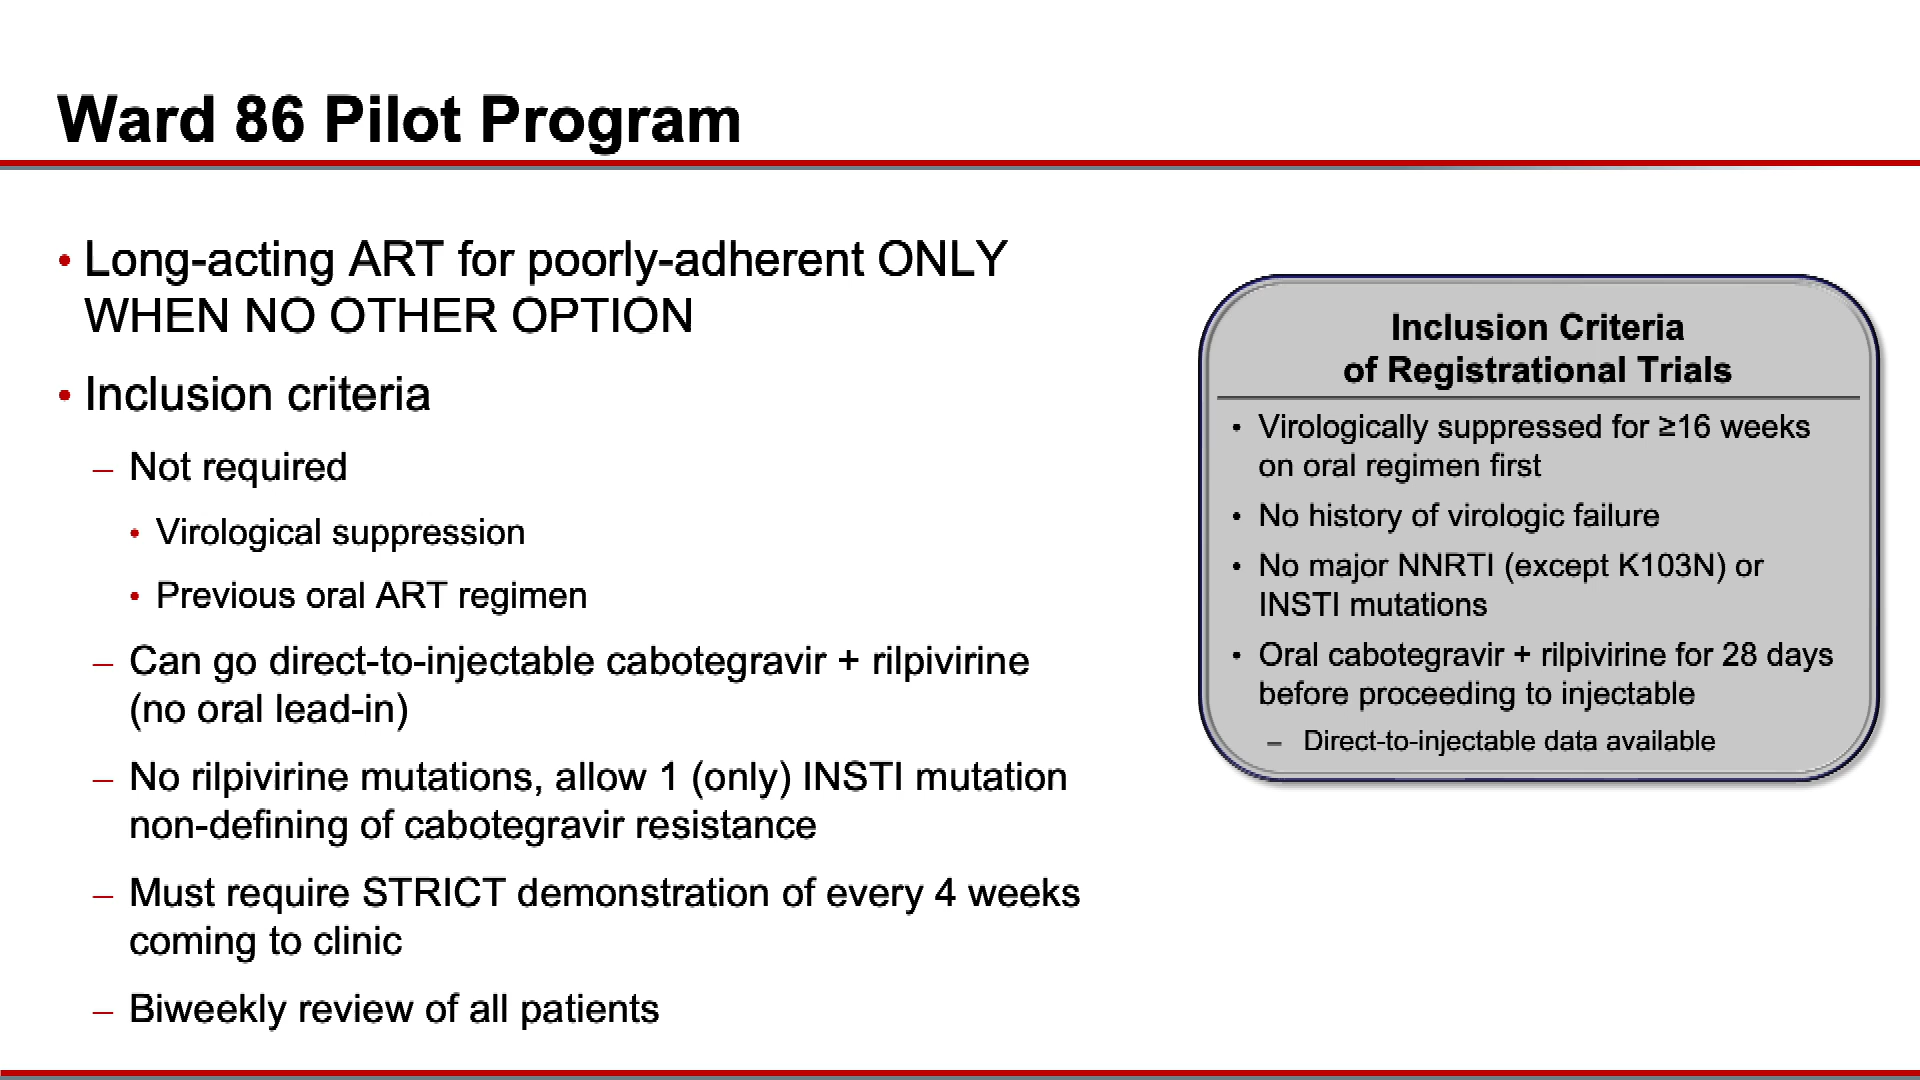 Ward 86 Pilot Program
• Long-acting ART for poorly-adherent ONLY
WHEN NO OTHER OPTION
• Inclusion criteria
– Not required
• Virological suppression
• Previous oral ART regimen
– Can go direct-to-injectable cabotegravir + rilpivirine
(no oral lead-in)
– No rilpivirine mutations, allow 1 (only) INSTI mutation
non-defining of cabotegravir resistance
– Must require STRICT demonstration of every 4 weeks
coming to clinic
– Biweekly review of all patients
Inclusion Criteria
of Registrational Trials
• Virologically suppressed for ≥16 weeks
on oral regimen first
• No history of virologic failure
• No major NNRTI (except K103N) or
INSTI mutations
• Oral cabotegravir + rilpivirine for 28 days
before proceeding to injectable
– Direct-to-injectable data available